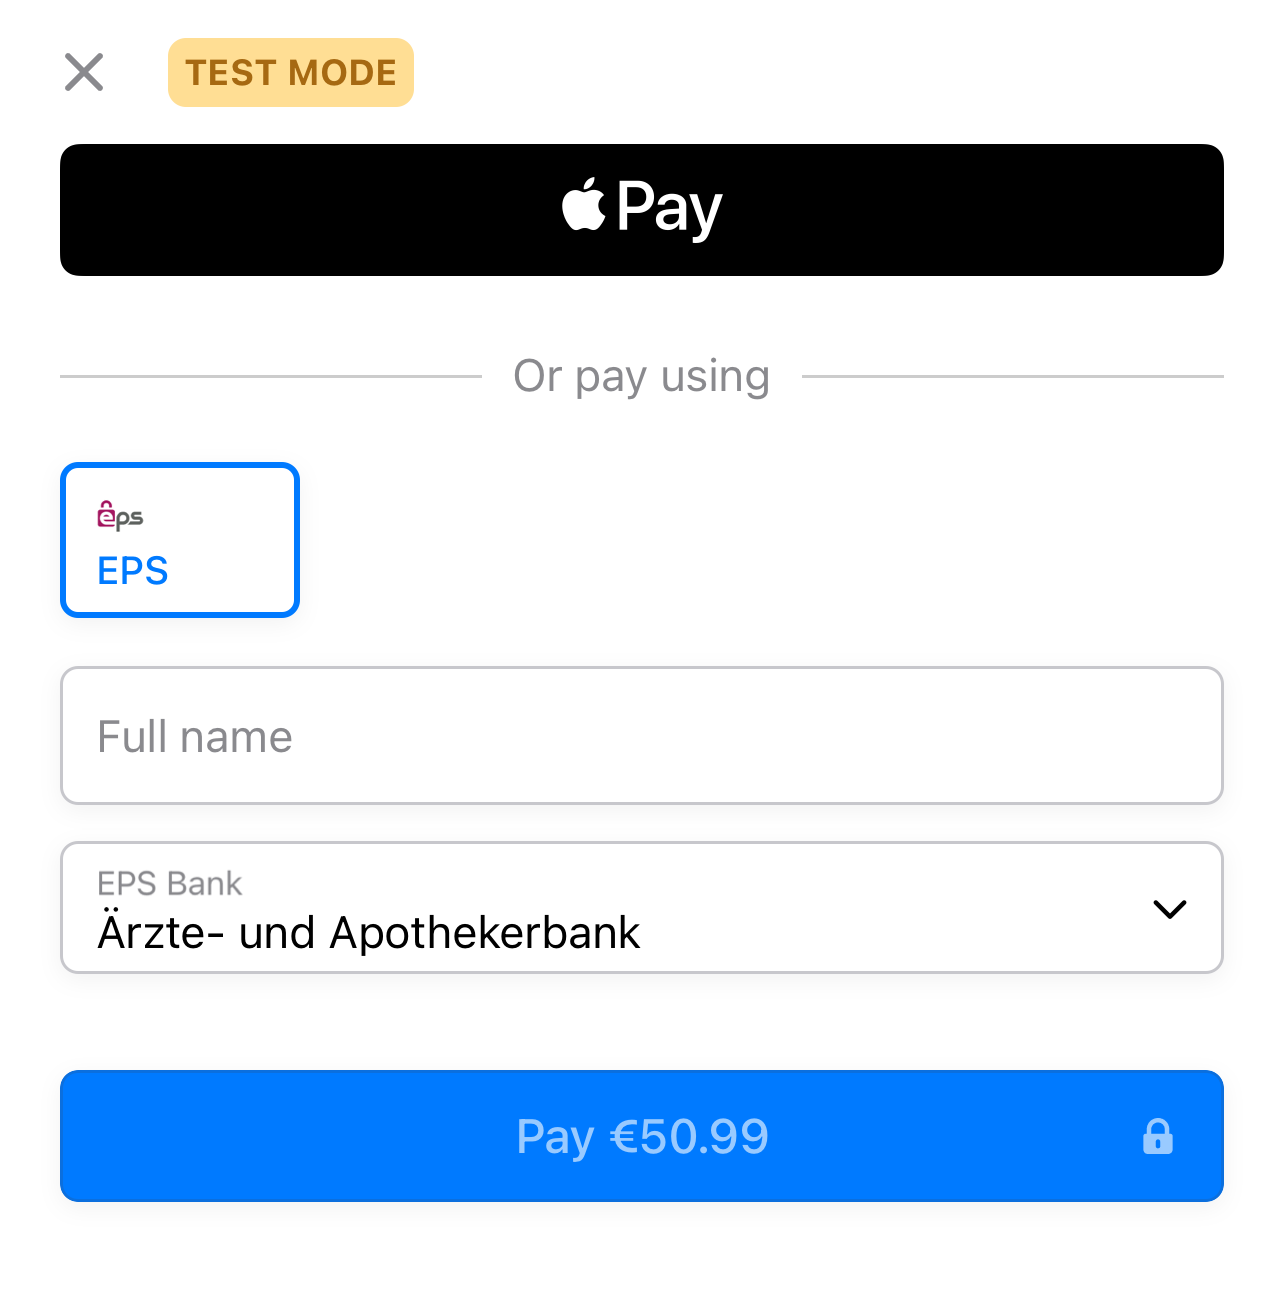 TEST MODE
Pay
Or pay using
eps
EPS
Full name
EPS Bank
Ärzte- und Apothekerbank
Pay €50.99